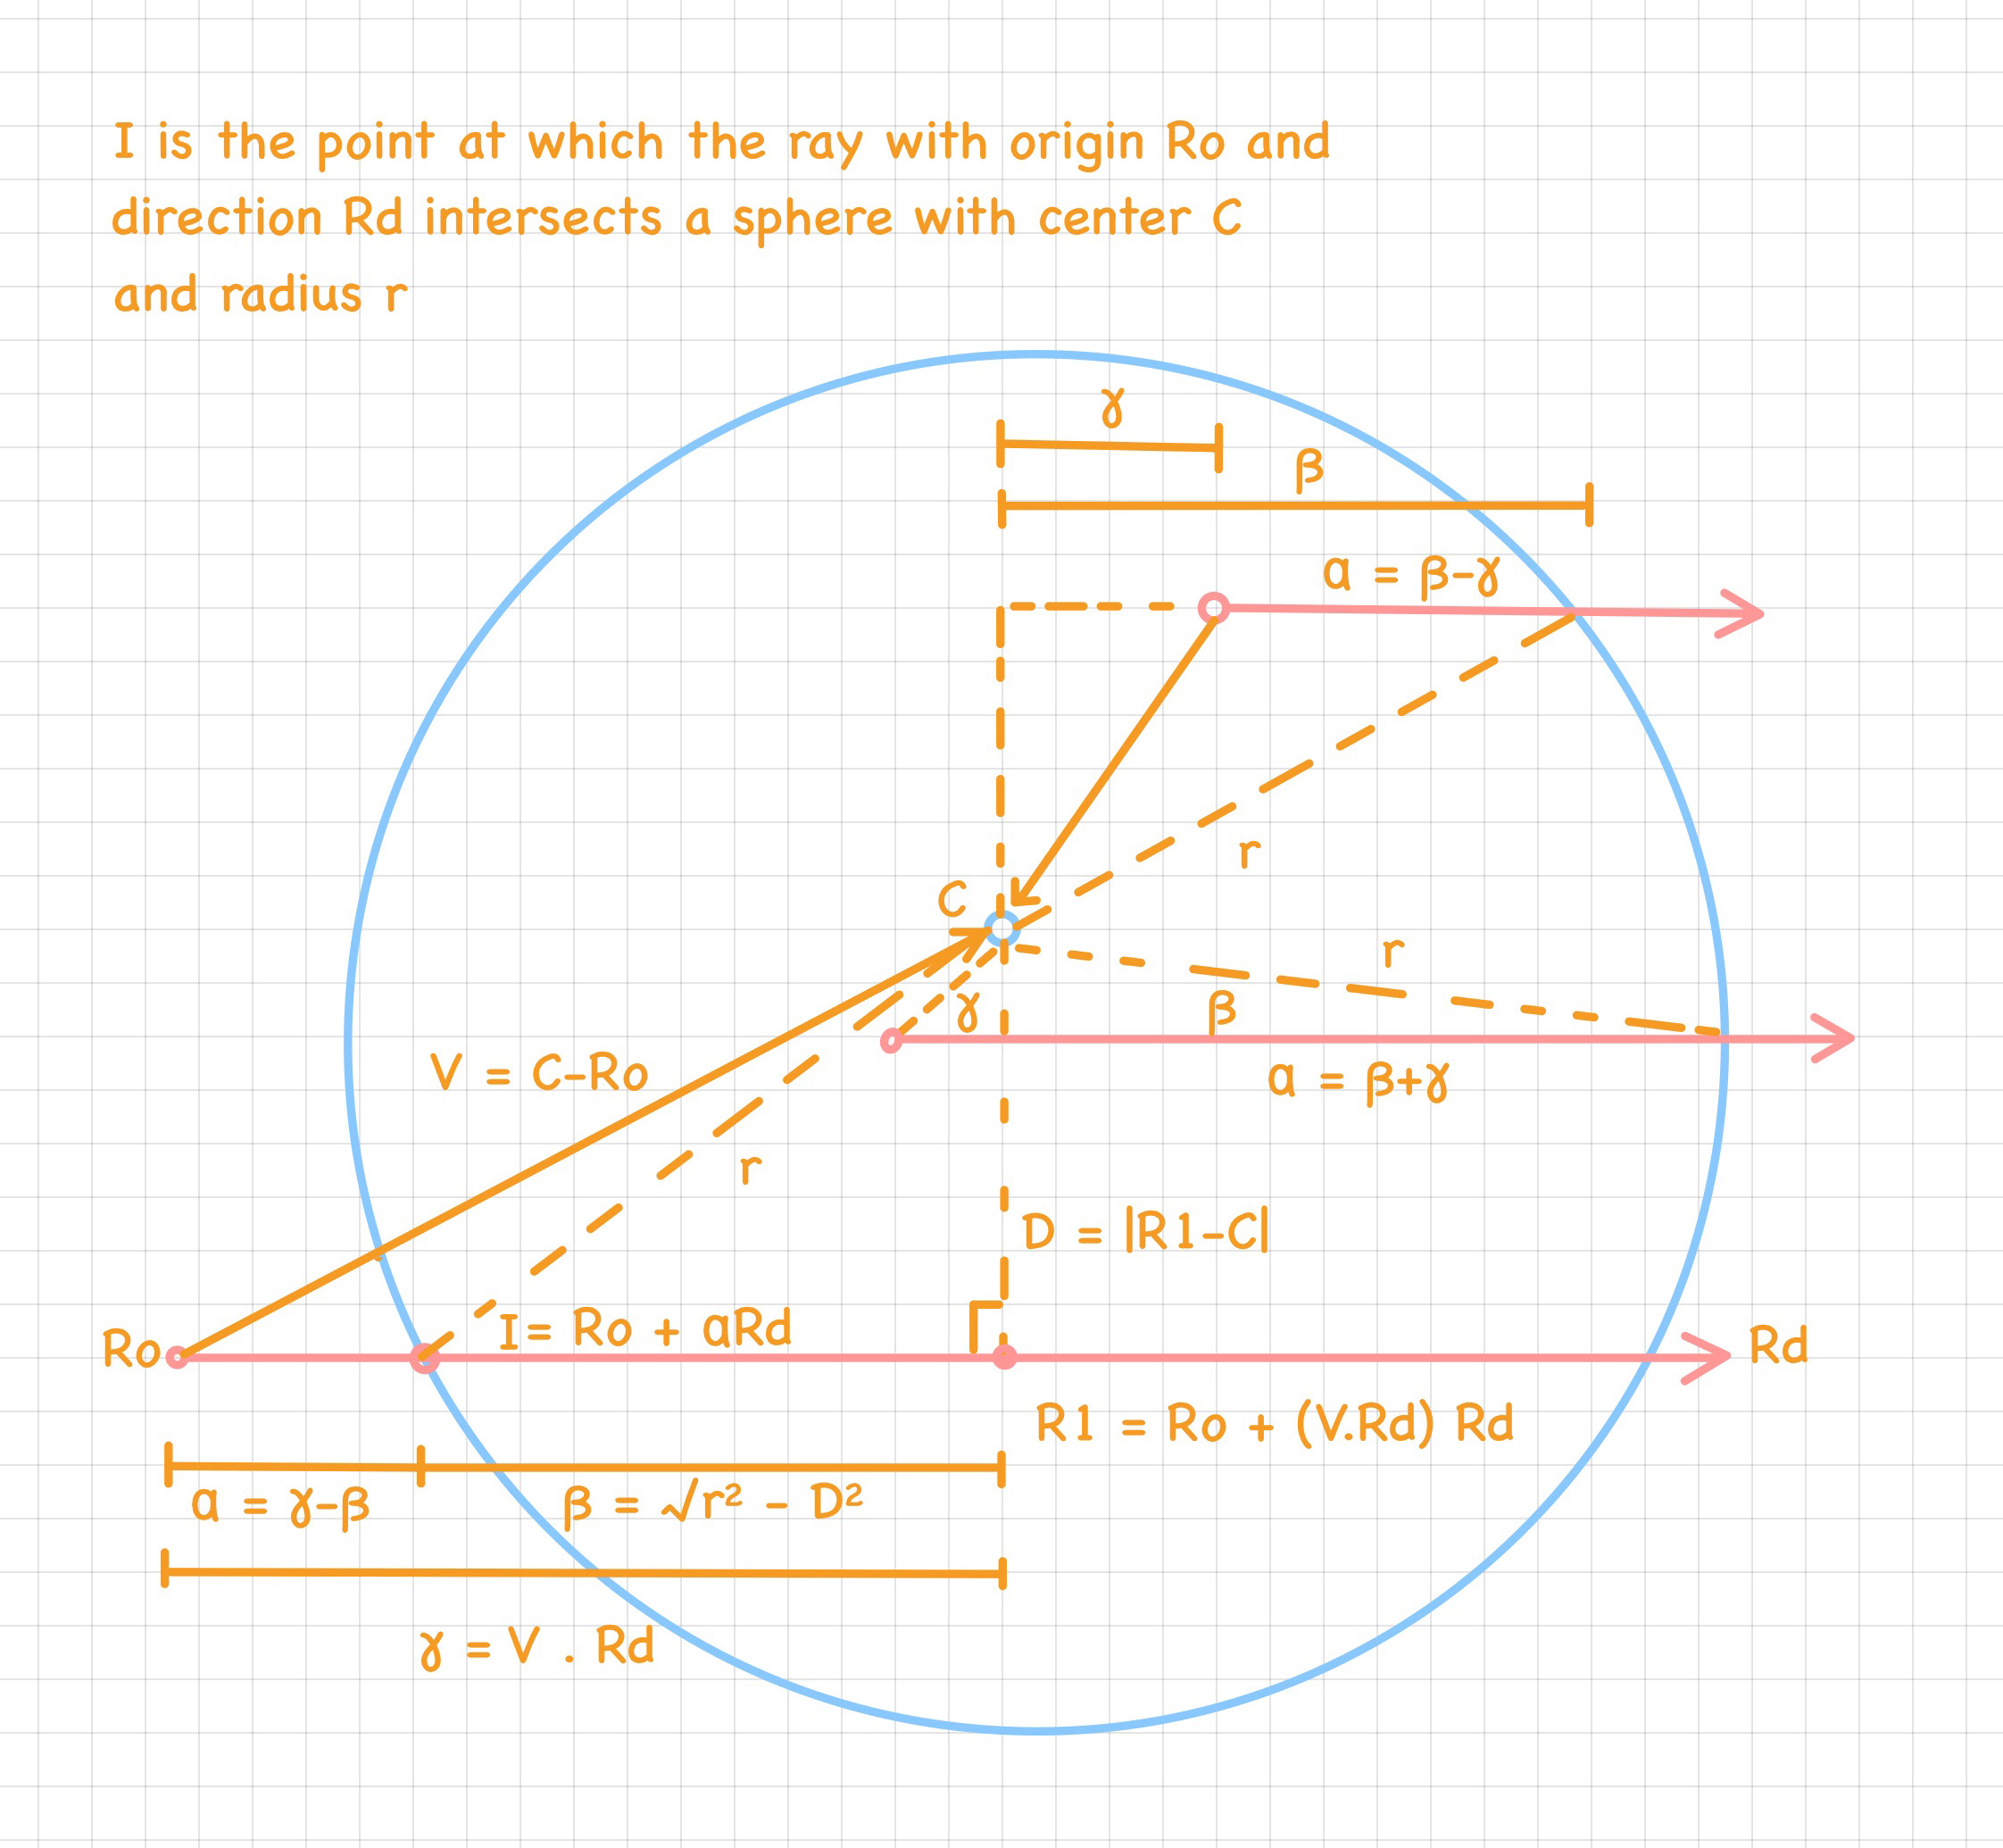 I is the point at which the ray with origin Ro and
direction Rd intersects a sphere with center C
and radius r
γ
β
α = β-γ
r
C
r
γ
β
V = C-Ro
α = β+γ
r
D = |R1-C|
I= Ro + αRd
Ro
Rd
R1 = Ro + (V.Rd) Rd
α = γ-β
β = √r² - D²
γ = V . Rd